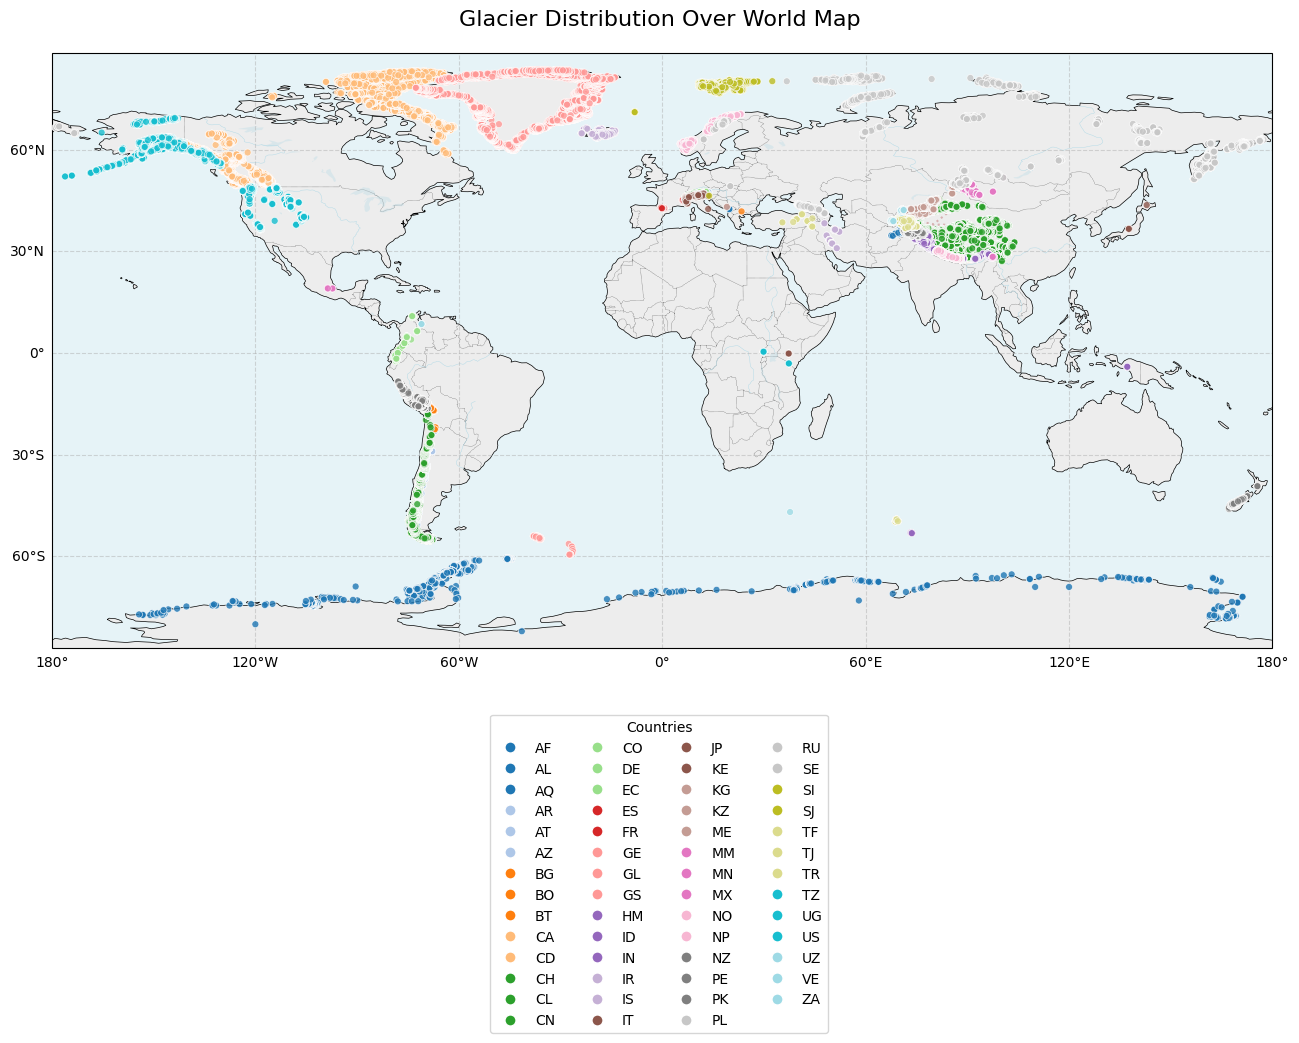 Glacier Distribution Over World Map
60°N
30°N
0°
30°S
60°S
180° 120°W 60°W 0° 60°E 120°E 180°
Countries
AF CO JP RU
AL DE KE SE
AQ EC KG SI
AR ES KZ SJ
AT FR ME TF
AZ GE MM TJ
BG GL MN TR
BO GS MX TZ
BT HM NO UG
CA ID NP US
CD IN NZ UZ
CH IR PE VE
CL IS PK ZA
CN IT PL